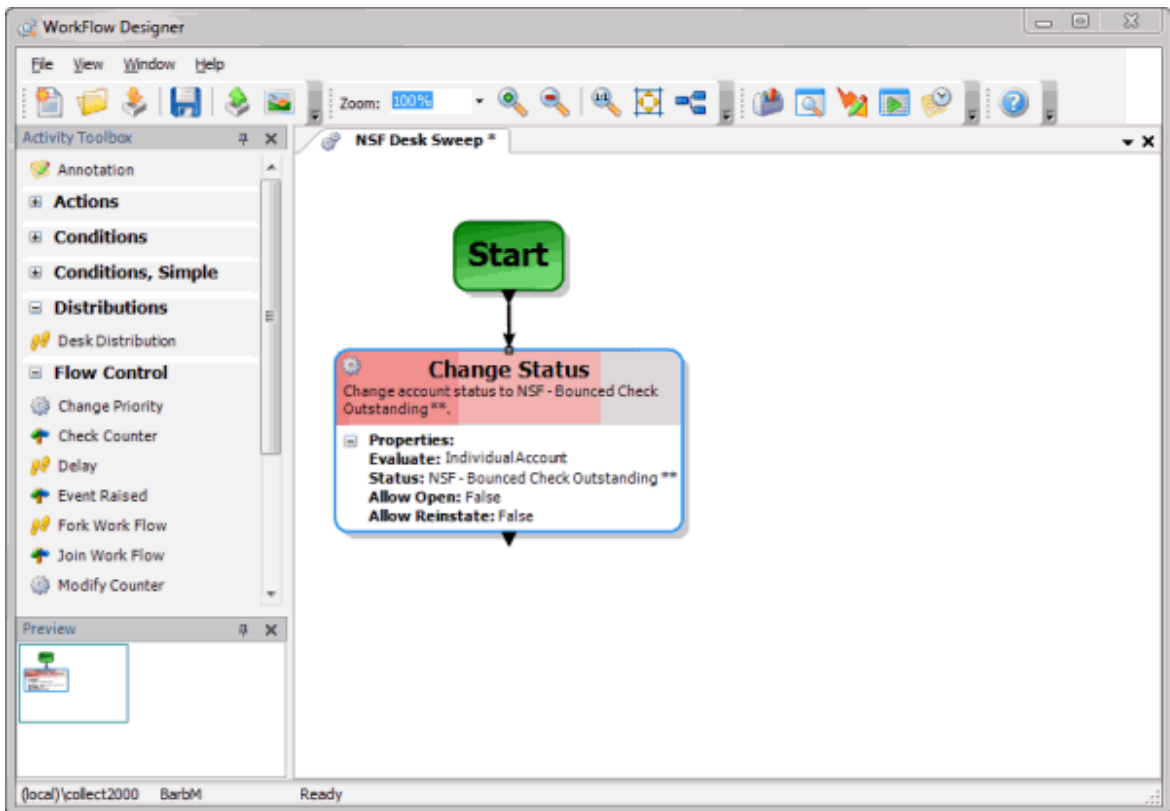 WorkFlow Designer
File View Window Help
Zoom: 100%
1:1
Activity Toolbox
NSF Desk Sweep *
Annotation
Actions
Conditions
Conditions, Simple
Distributions
Desk Distribution
Flow Control
Change Priority
Check Counter
Delay
Event Raised
Fork Work Flow
Join Work Flow
Modify Counter
Start
Change Status
Change account status to NSF - Bounced Check
Outstanding **.
Properties:
Evaluate: IndividualAccount
Status: NSF - Bounced Check Outstanding **
Allow Open: False
Allow Reinstate: False
Preview
(local)\collect2000 BarbM Ready